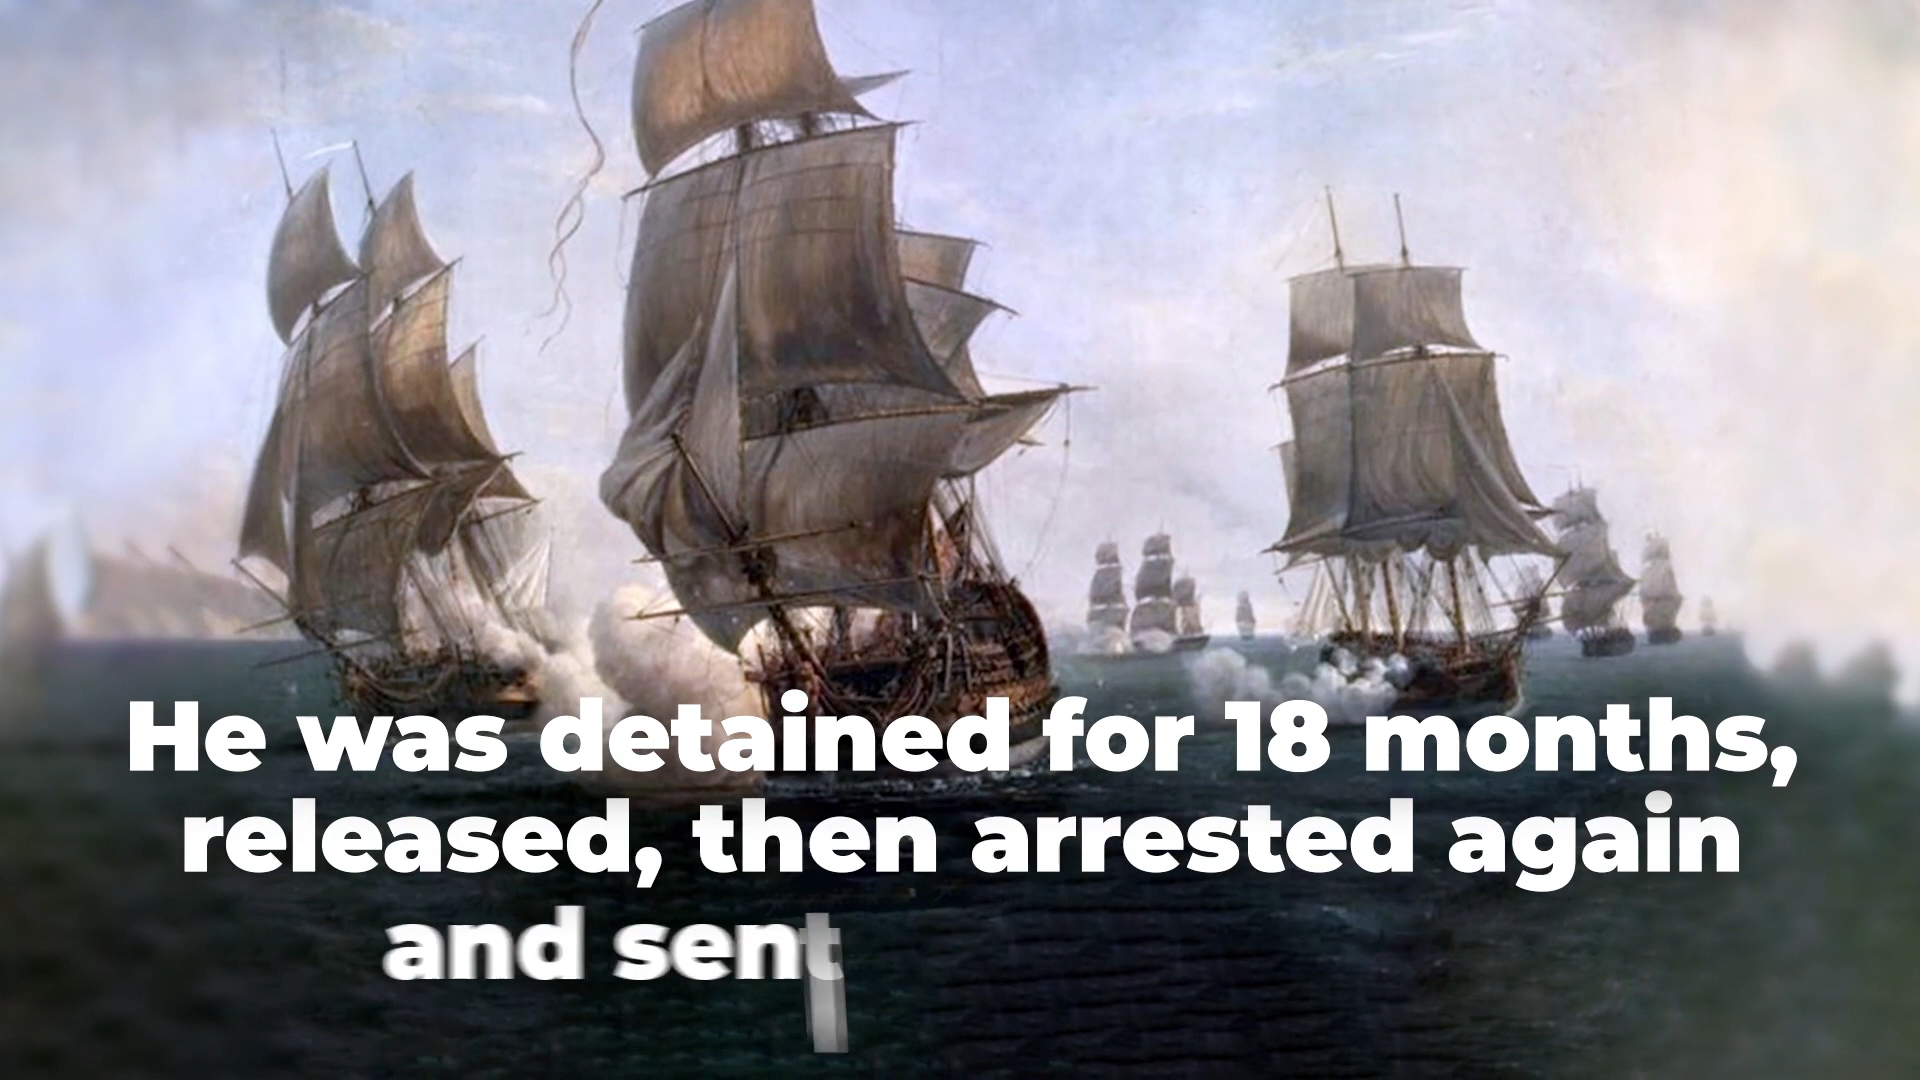 He was detained for 18 months,
released, then arrested again
and sent